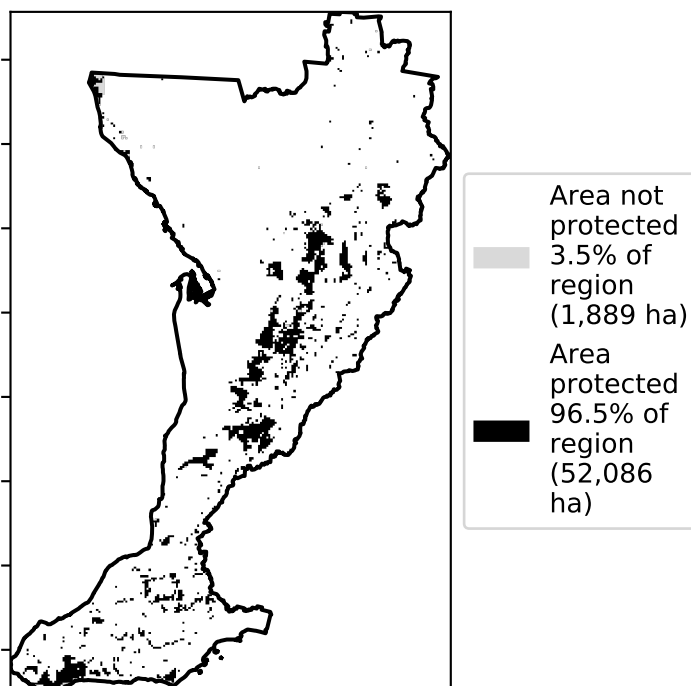 Area not
protected
3.5% of
region
(1,889 ha)
Area
protected
96.5% of
region
(52,086
ha)